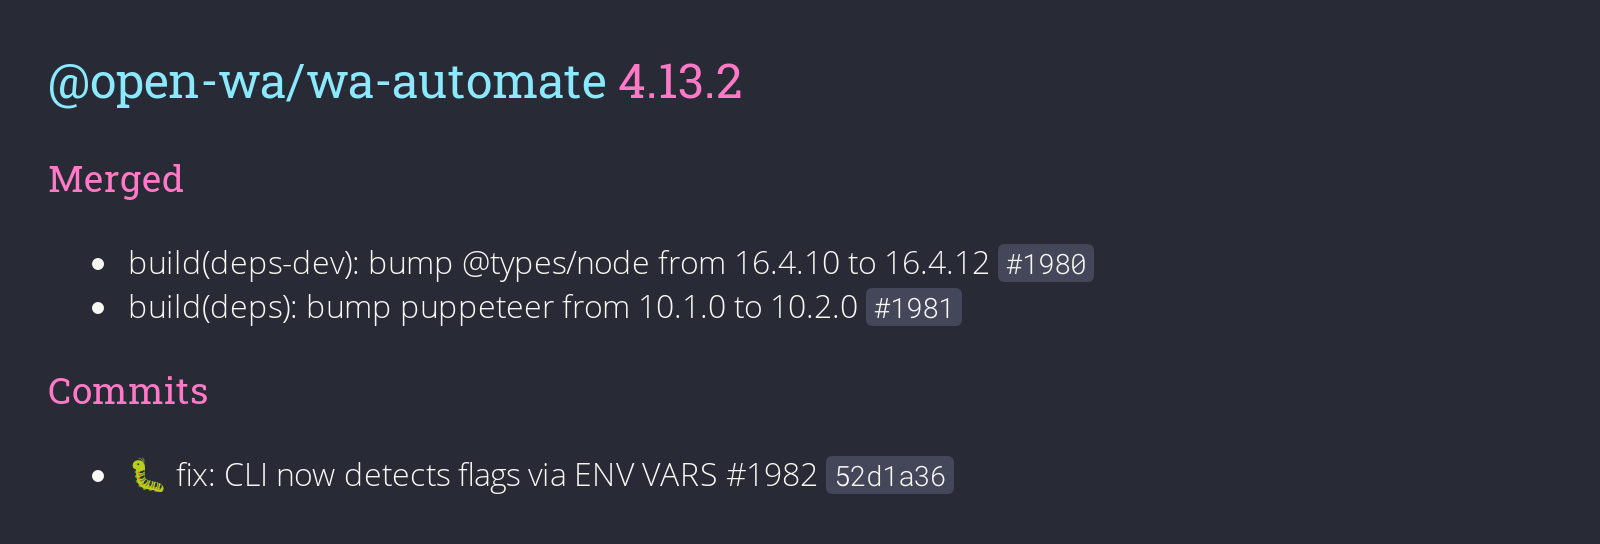 @open-wa/wa-automate 4.13.2
Merged
build(deps-dev): bump @types/node from 16.4.10 to 16.4.12 #1980
build(deps): bump puppeteer from 10.1.0 to 10.2.0 #1981
Commits
🐛 fix: CLI now detects flags via ENV VARS #1982 52d1a36